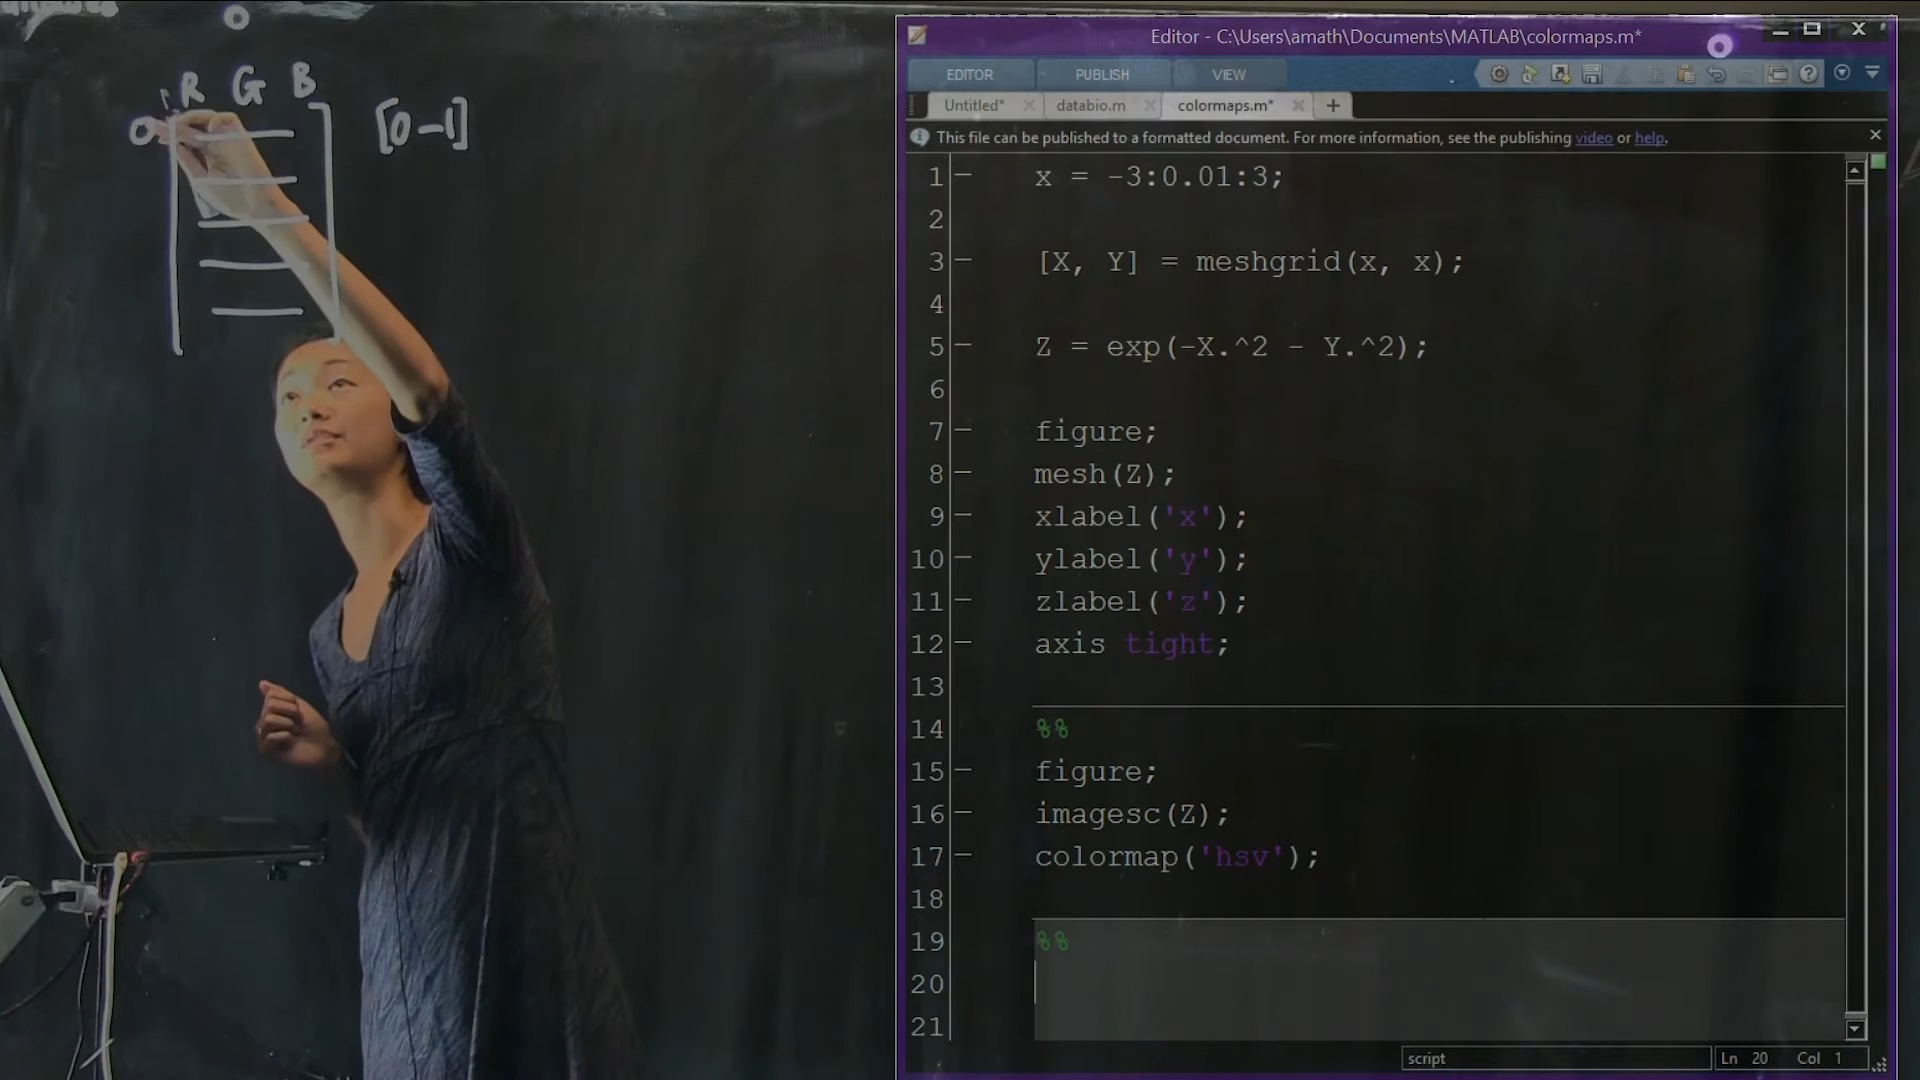 R G B
0
[0-1]
Editor - C:\Users\amath\Documents\MATLAB\colormaps.m*
EDITOR PUBLISH VIEW
Untitled* databio.m colormaps.m*
This file can be published to a formatted document. For more information, see the publishing video or help.
1 x = -3:0.01:3;
2
3 [X, Y] = meshgrid(x, x);
4
5 Z = exp(-X.^2 - Y.^2);
6
7 figure;
8 mesh(Z);
9 xlabel('x');
10 ylabel('y');
11 zlabel('z');
12 axis tight;
13
14 %%
15 figure;
16 imagesc(Z);
17 colormap('hsv');
18
19 %%
20
21
script Ln 20 Col 1